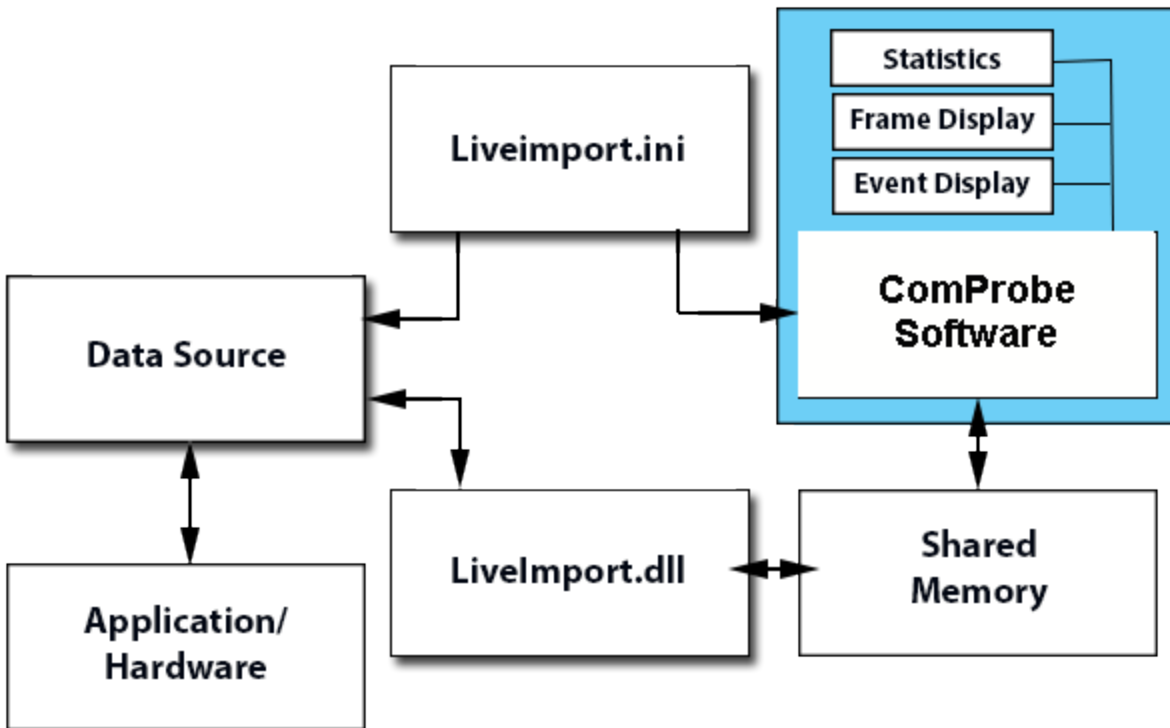 Statistics
Frame Display
Event Display
Liveimport.ini
ComProbe
Software
Data Source
LiveImport.dll
Shared
Memory
Application/
Hardware